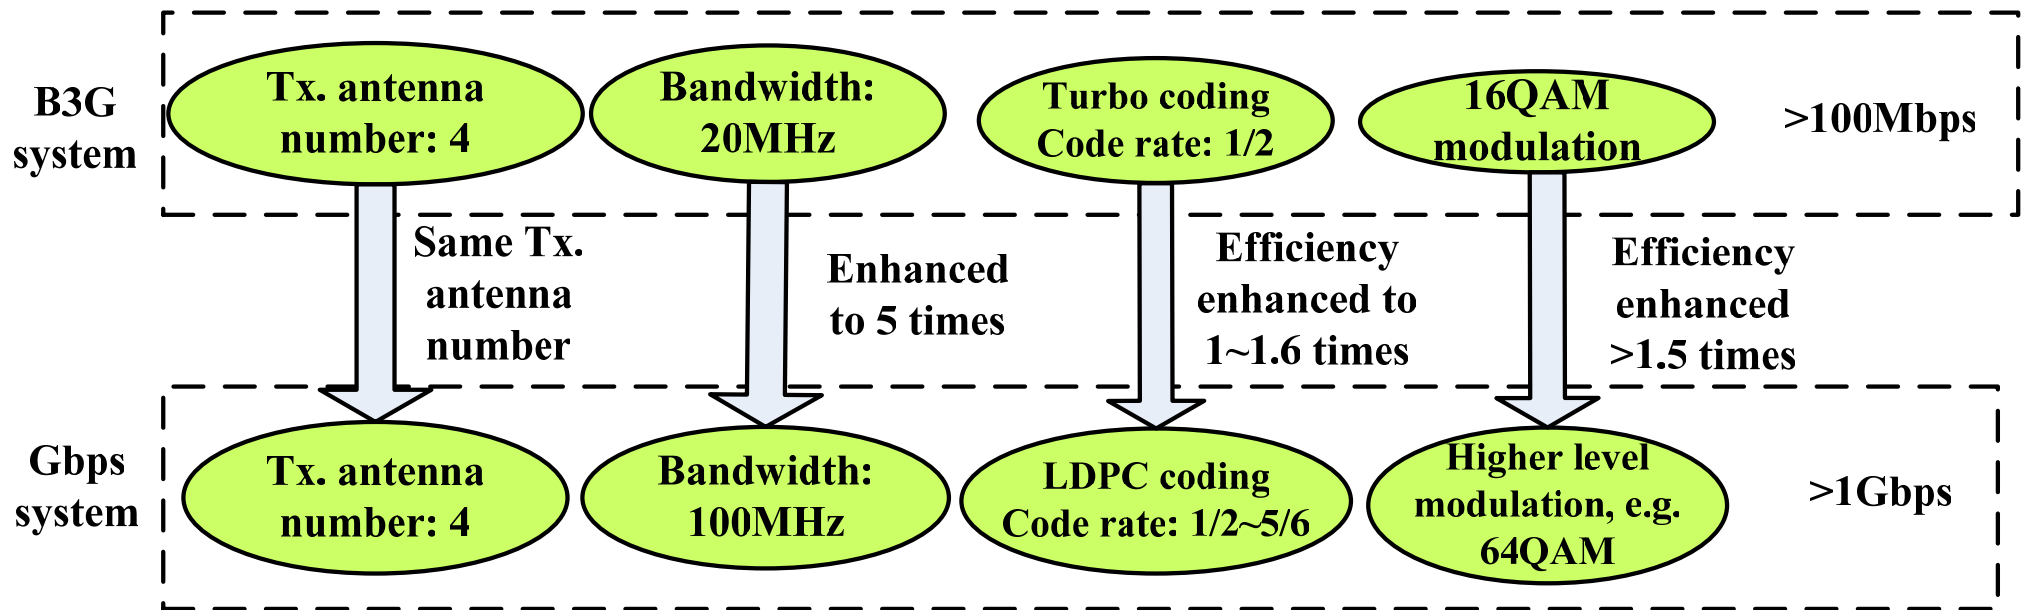 B3G
system
Tx. antenna
number: 4
Bandwidth:
20MHz
Turbo coding
Code rate: 1/2
16QAM
modulation
>100Mbps
Same Tx.
antenna
number
Enhanced
to 5 times
Efficiency
enhanced to
1~1.6 times
Efficiency
enhanced
>1.5 times
Gbps
system
Tx. antenna
number: 4
Bandwidth:
100MHz
LDPC coding
Code rate: 1/2~5/6
Higher level
modulation, e.g.
64QAM
>1Gbps